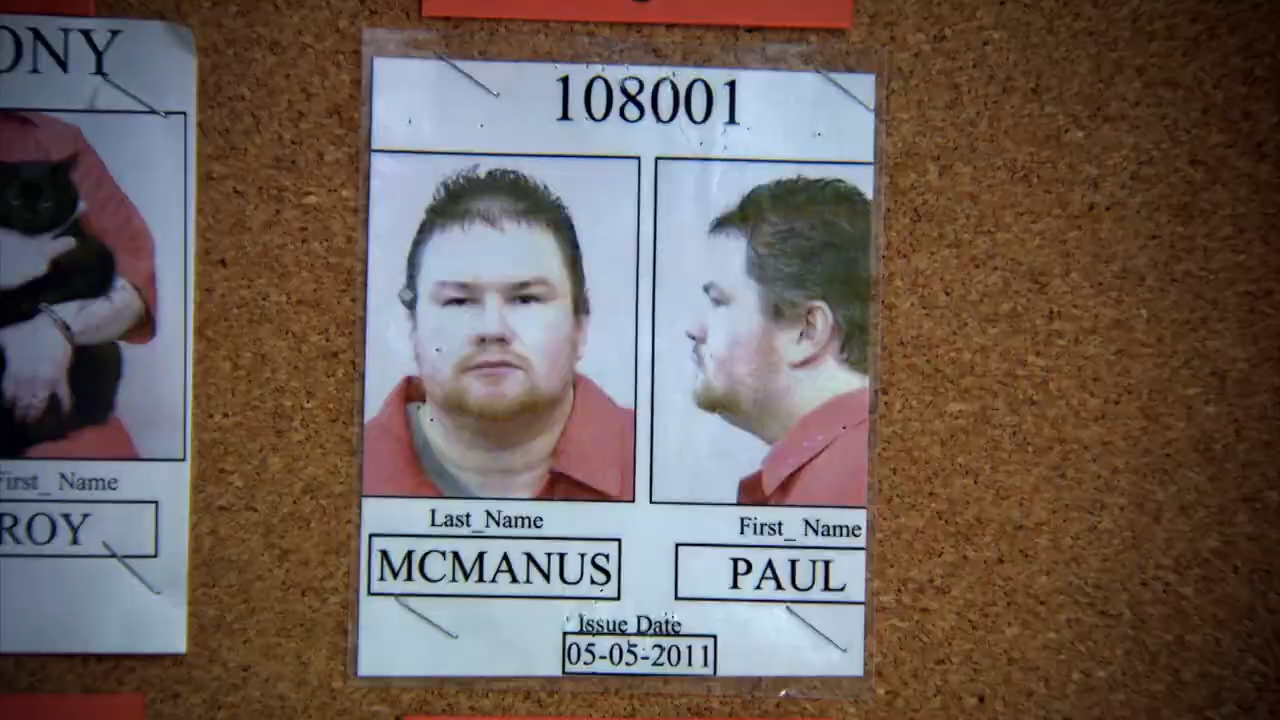 ONY
First_ Name
ROY
108001
Last_Name
First_ Name
MCMANUS
PAUL
Issue Date
05-05-2011